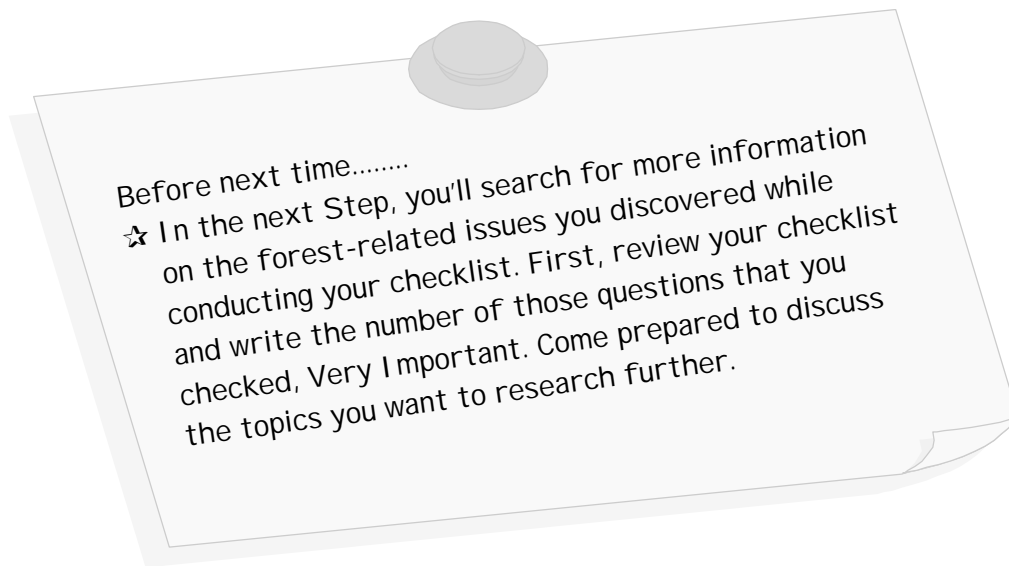 Before next time........
✰ In the next Step, you'll search for more information
on the forest-related issues you discovered while
conducting your checklist. First, review your checklist
and write the number of those questions that you
checked, Very Important. Come prepared to discuss
the topics you want to research further.